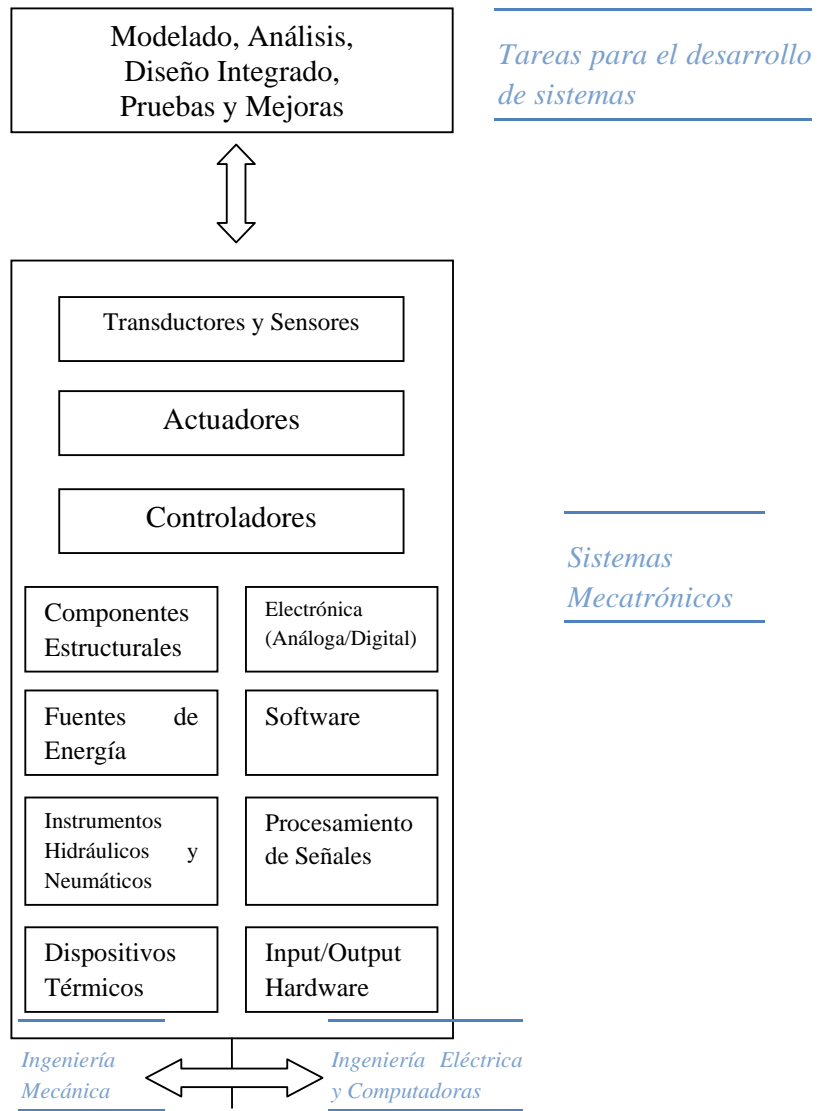 Modelado, Análisis,
Diseño Integrado,
Pruebas y Mejoras
Tareas para el desarrollo
de sistemas
Transductores y Sensores
Actuadores
Controladores
Componentes
Estructurales
Electrónica
(Análoga/Digital)
Sistemas
Mecatrónicos
Fuentes de
Energía
Software
Instrumentos
Hidráulicos y
Neumáticos
Procesamiento
de Señales
Dispositivos
Térmicos
Input/Output
Hardware
Ingeniería
Mecánica
Ingeniería Eléctrica
y Computadoras